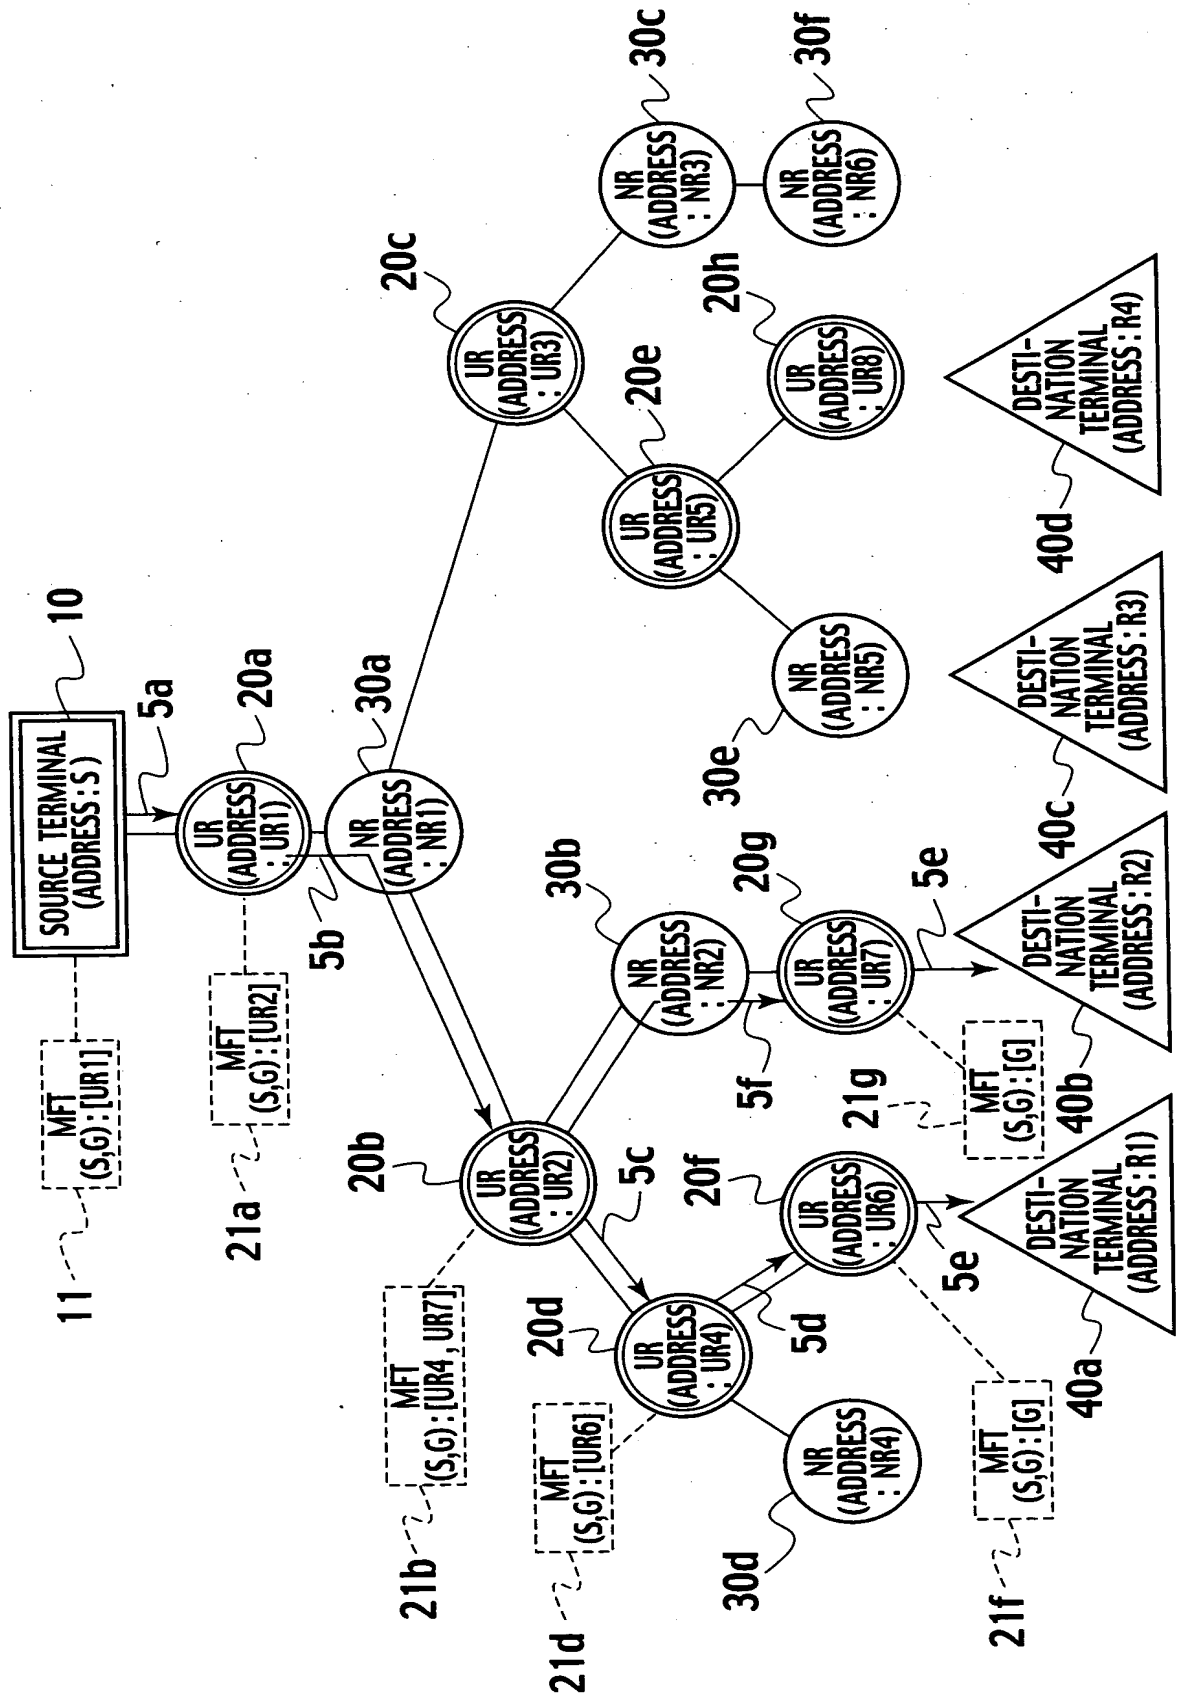 10
SOURCE TERMINAL
(ADDRESS:S)
MFT
(S,G):[UR1]
11
5a
20a
UR
(ADDRESS
: UR1)
MFT
(S,G):[UR2]
21a
5b
30a
NR
(ADDRESS
: NR1)
20b
UR
(ADDRESS
: UR2)
MFT
(S,G):[UR4, UR7]
21b
20c
UR
(ADDRESS
: UR3)
5c
20d
UR
(ADDRESS
: UR4)
MFT
(S,G):[UR6]
21d
30b
NR
(ADDRESS
: NR2)
20e
UR
(ADDRESS
: UR5)
30c
NR
(ADDRESS
: NR3)
30d
NR
(ADDRESS
: NR4)
5d
20f
UR
(ADDRESS
: UR6)
5f
20g
UR
(ADDRESS
: UR7)
30e
NR
(ADDRESS
: NR5)
20h
UR
(ADDRESS
: UR8)
30f
NR
(ADDRESS
: NR6)
MFT
(S,G):[G]
21f
5e
MFT
(S,G):[G]
21g
5e
40a
DESTI-
NATION
TERMINAL
(ADDRESS:R1)
40b
DESTI-
NATION
TERMINAL
(ADDRESS:R2)
40c
DESTI-
NATION
TERMINAL
(ADDRESS:R3)
40d
DESTI-
NATION
TERMINAL
(ADDRESS:R4)